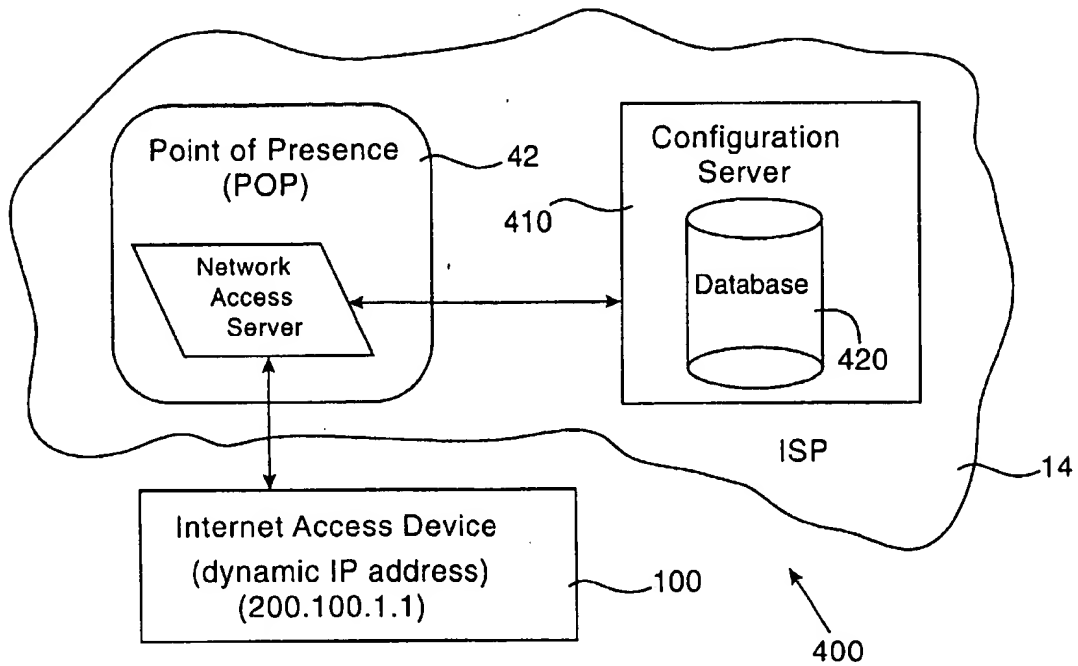 Point of Presence
(POP)
42
Network
Access
Server
Configuration
Server
410
Database
420
ISP
14
Internet Access Device
(dynamic IP address)
(200.100.1.1)
100
400